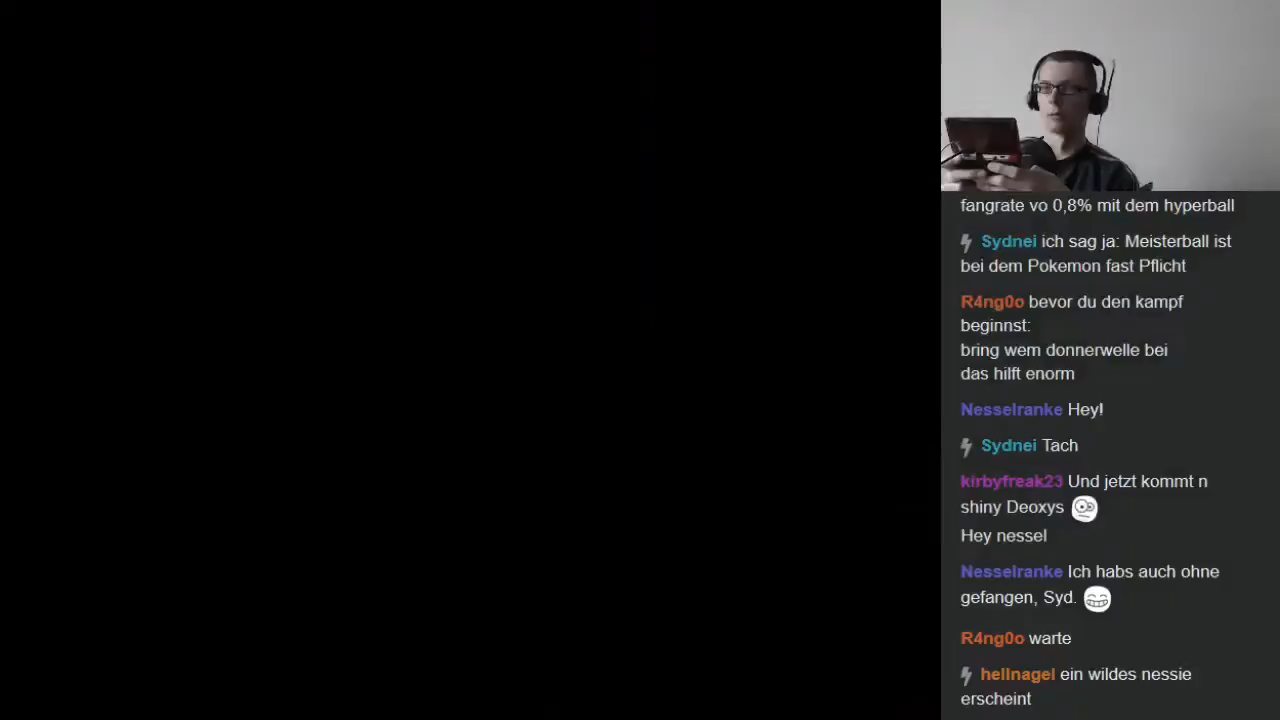 fangrate vo 0,8% mit dem hyperball
Sydnei ich sag ja: Meisterball ist
bei dem Pokemon fast Pflicht
R4ng0o bevor du den kampf
beginnst:
bring wem donnerwelle bei
das hilft enorm
Nesselranke Hey!
Sydnei Tach
kirbyfreak23 Und jetzt kommt n
shiny Deoxys
Hey nessel
Nesselranke Ich habs auch ohne
gefangen, Syd.
R4ng0o warte
hellnagel ein wildes nessie
erscheint